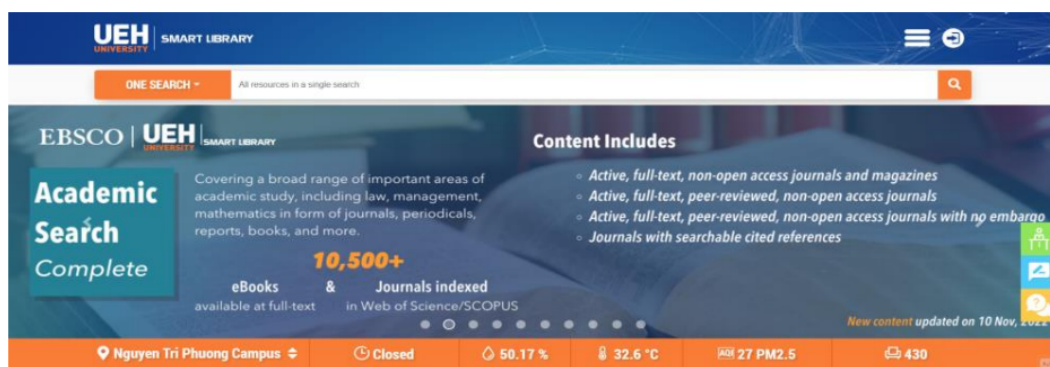 UEH
UNIVERSITY
SMART LIBRARY
ONE SEARCH
All resources in a single search
EBSCO | UEH
UNIVERSITY
SMART LIBRARY
Academic
Search
Complete
Covering a broad range of important areas of
academic study, including law, management,
mathematics in form of journals, periodicals,
reports, books, and more.
10,500+
eBooks & Journals indexed
available at full-text in Web of Science/SCOPUS
Content Includes
Active, full-text, non-open access journals and magazines
Active, full-text, peer-reviewed, non-open access journals
Active, full-text, peer-reviewed, non-open access journals with no embargo
Journals with searchable cited references
New content updated on 10 Nov, 2022
Nguyen Tri Phuong Campus
Closed
50.17 %
32.6 °C
AQI 27 PM2.5
430